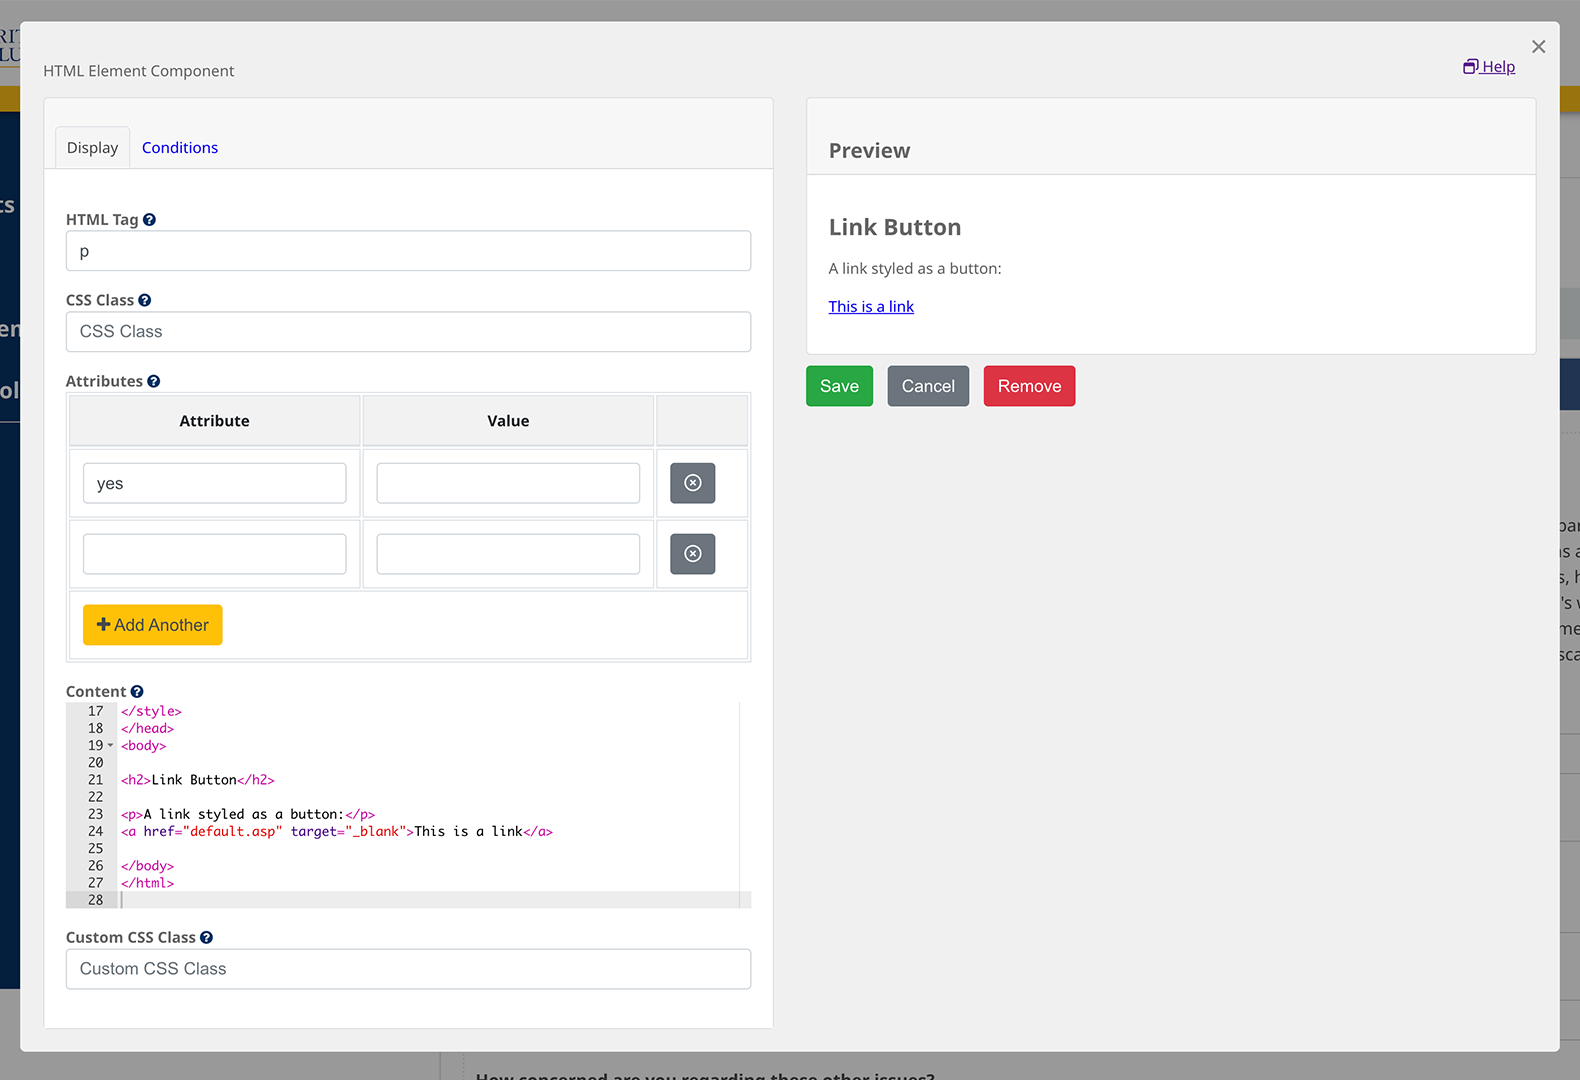 HTML Element Component
Help
Display
Conditions
HTML Tag
p
CSS Class
CSS Class
Attributes
Attribute
Value
yes
Add Another
Content
17 </style>
18 </head>
19 <body>
20
21 <h2>Link Button</h2>
22
23 <p>A link styled as a button:</p>
24 <a href="default.asp" target="_blank">This is a link</a>
25
26 </body>
27 </html>
28
Custom CSS Class
Custom CSS Class
Preview
Link Button
A link styled as a button:
This is a link
Save
Cancel
Remove
How concerned are you regarding these other issues?